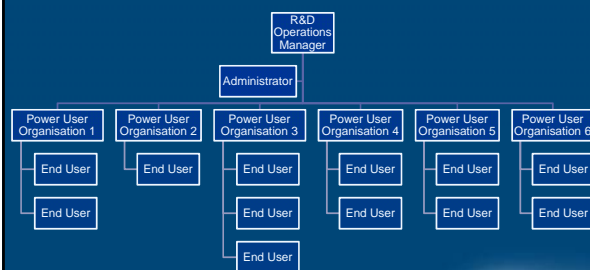 R&D
Operations
Manager
Administrator
Power User
Organisation 1
Power User
Organisation 2
Power User
Organisation 3
Power User
Organisation 4
Power User
Organisation 5
Power User
Organisation 6
End User
End User
End User
End User
End User
End User
End User
End User
End User
End User
End User
End User